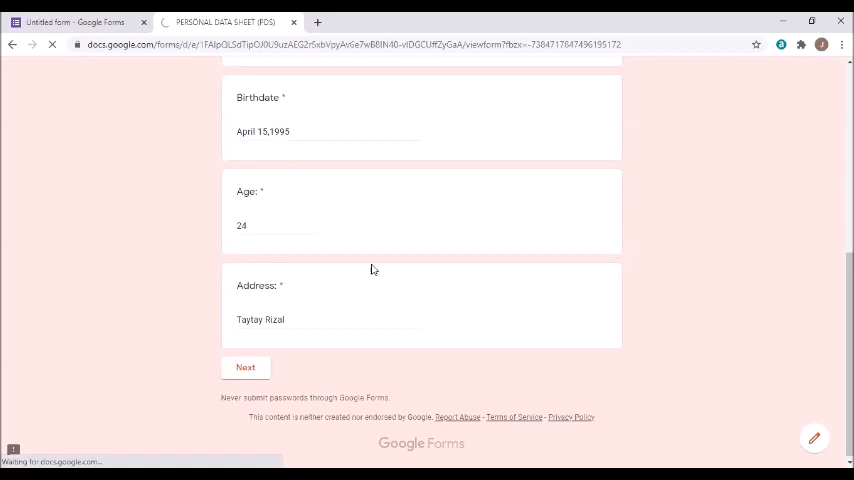 Untitled form - Google Forms
PERSONAL DATA SHEET (PDS)
docs.google.com/forms/d/e/1FAIpQLSdTipOJ0U9uzAEG2r5xbVpyAv6e7wB8lN40-vIDGCUffZyGaA/viewform?fbzx=-7384717847496195172
J
Birthdate *
April 15,1995
Age: *
24
Address: *
Taytay Rizal
Next
Never submit passwords through Google Forms.
This content is neither created nor endorsed by Google. Report Abuse - Terms of Service - Privacy Policy
Google Forms
Waiting for docs.google.com...